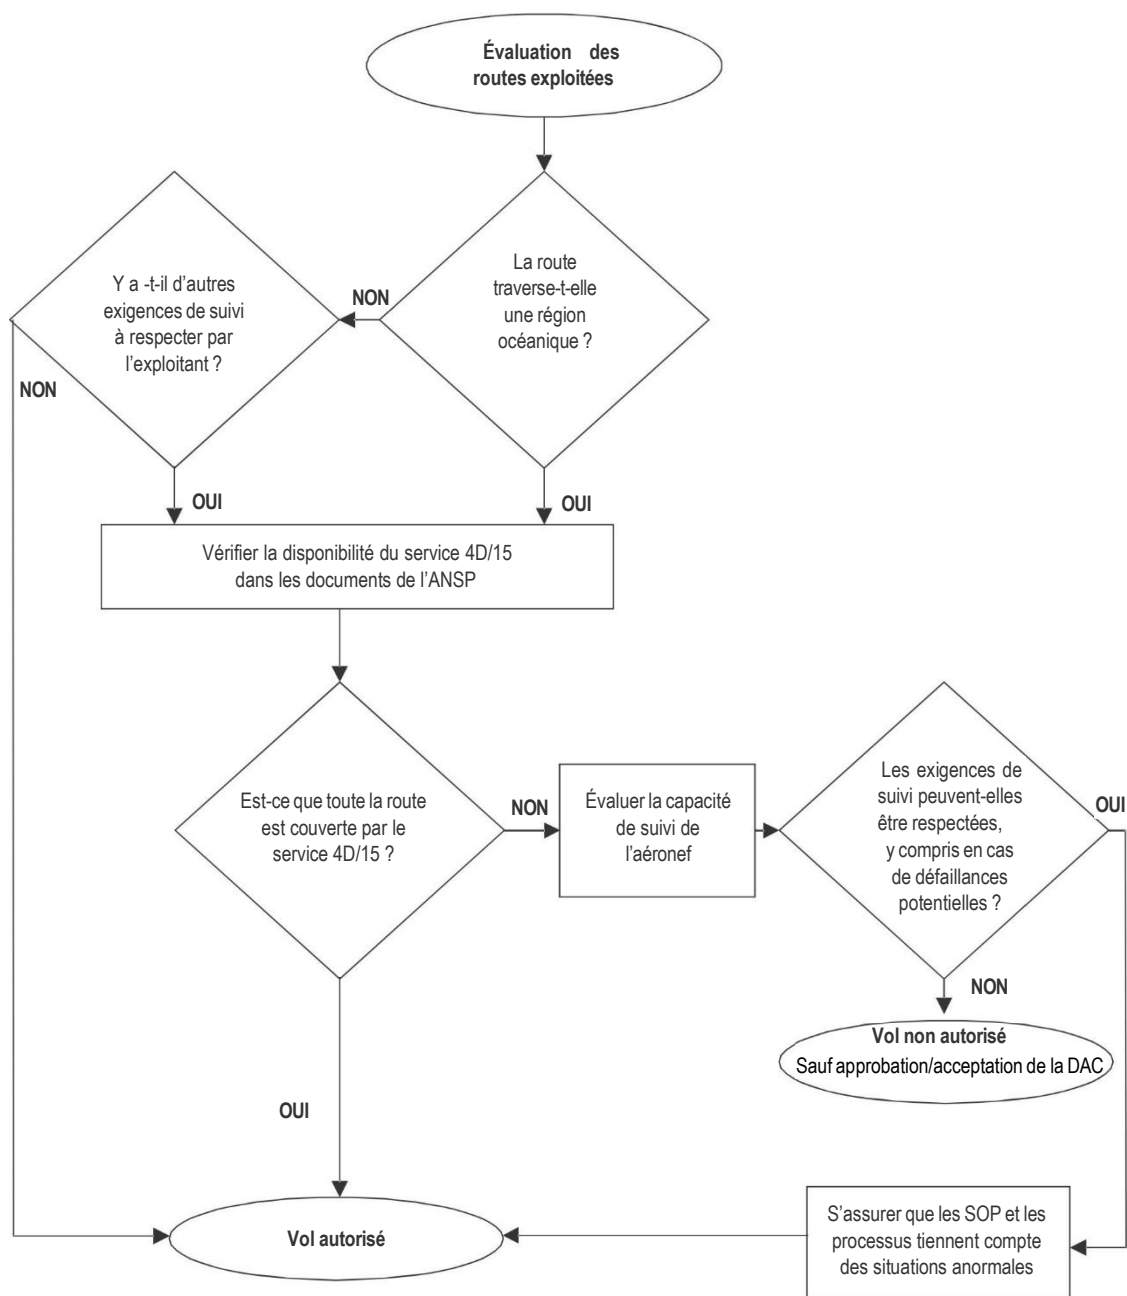 Évaluation des
routes exploitées
La route
traverse-t-elle
une région
océanique ?
NON
Y a -t-il d'autres
exigences de suivi
à respecter par
l'exploitant ?
NON
OUI
OUI
Vérifier la disponibilité du service 4D/15
dans les documents de l'ANSP
Est-ce que toute la route
est couverte par le
service 4D/15 ?
NON
Évaluer la capacité
de suivi de
l'aéronef
Les exigences de
suivi peuvent-elles
être respectées,
y compris en cas
de défaillances
potentielles ?
OUI
NON
Vol non autorisé
Sauf approbation/acceptation de la DAC
OUI
Vol autorisé
S'assurer que les SOP et les
processus tiennent compte
des situations anormales